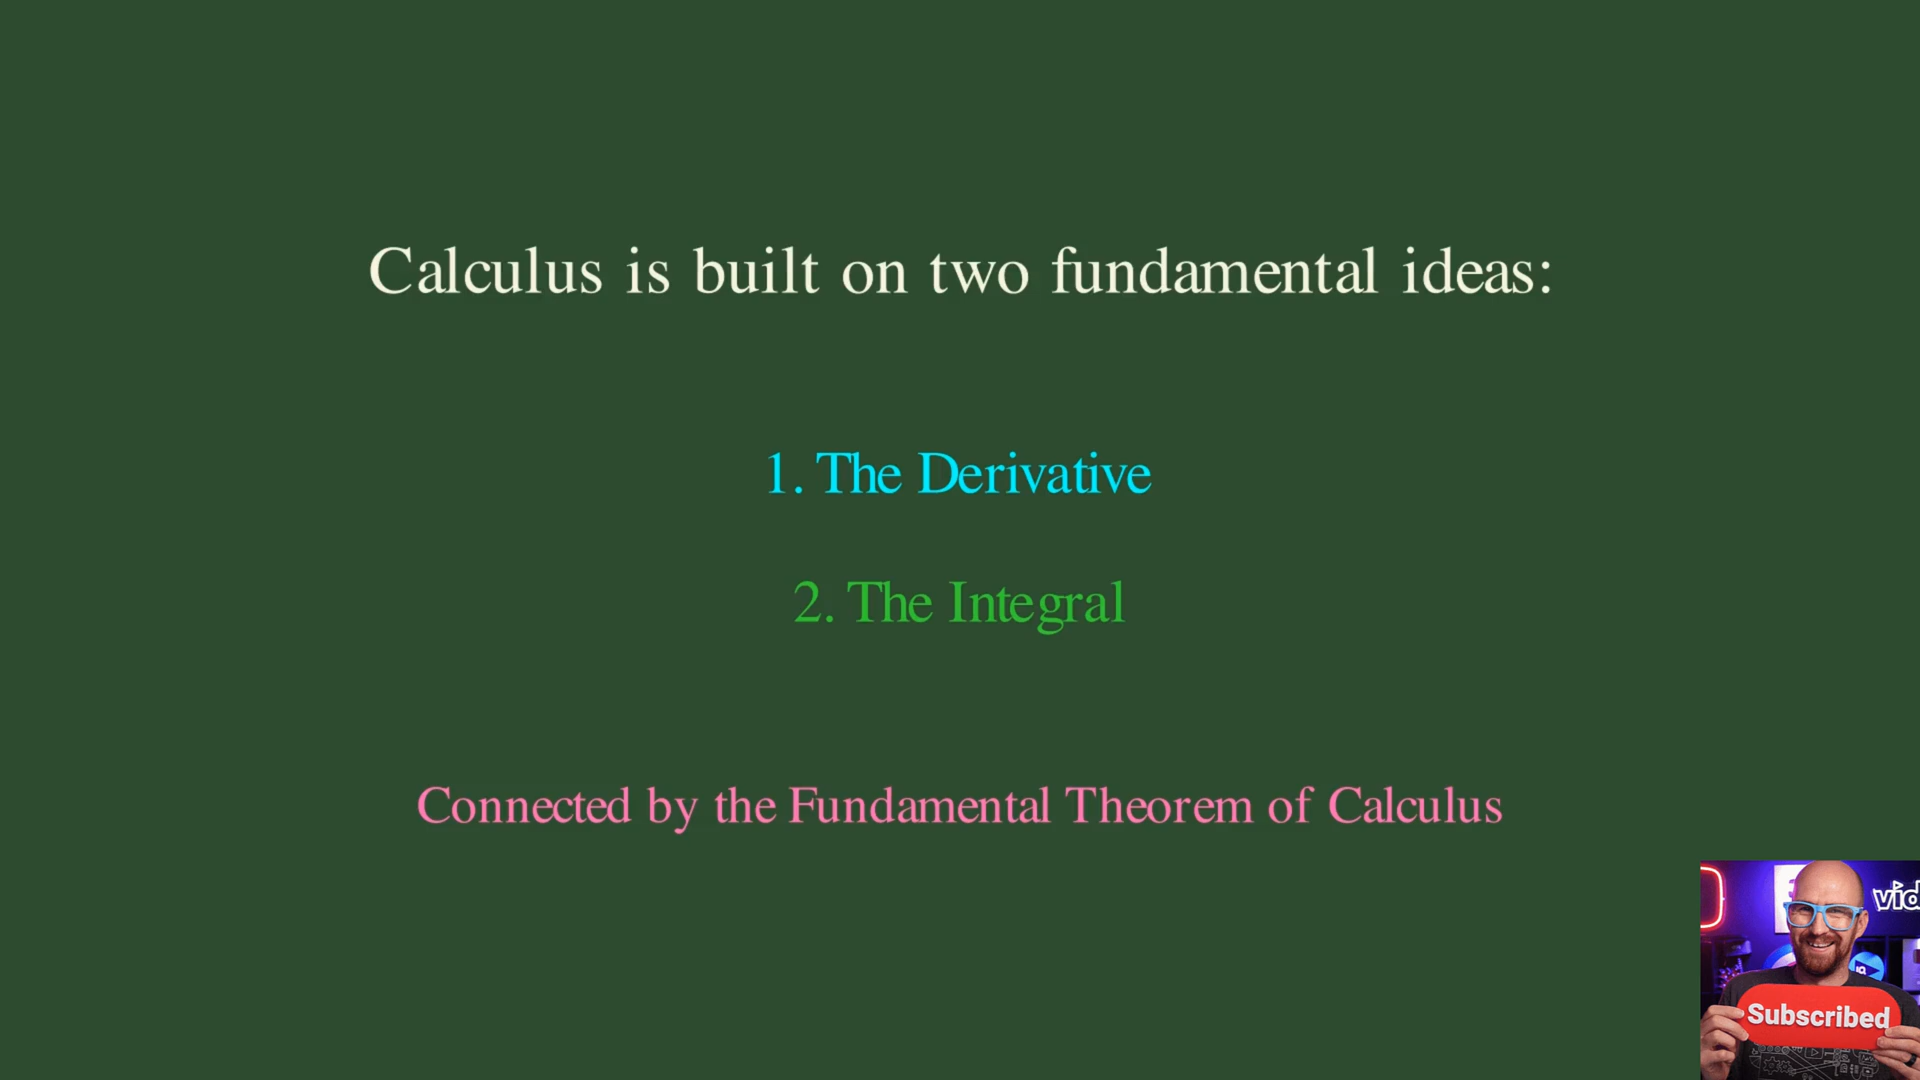 Calculus is built on two fundamental ideas:
1. The Derivative
2. The Integral
Connected by the Fundamental Theorem of Calculus
vid
Subscribed